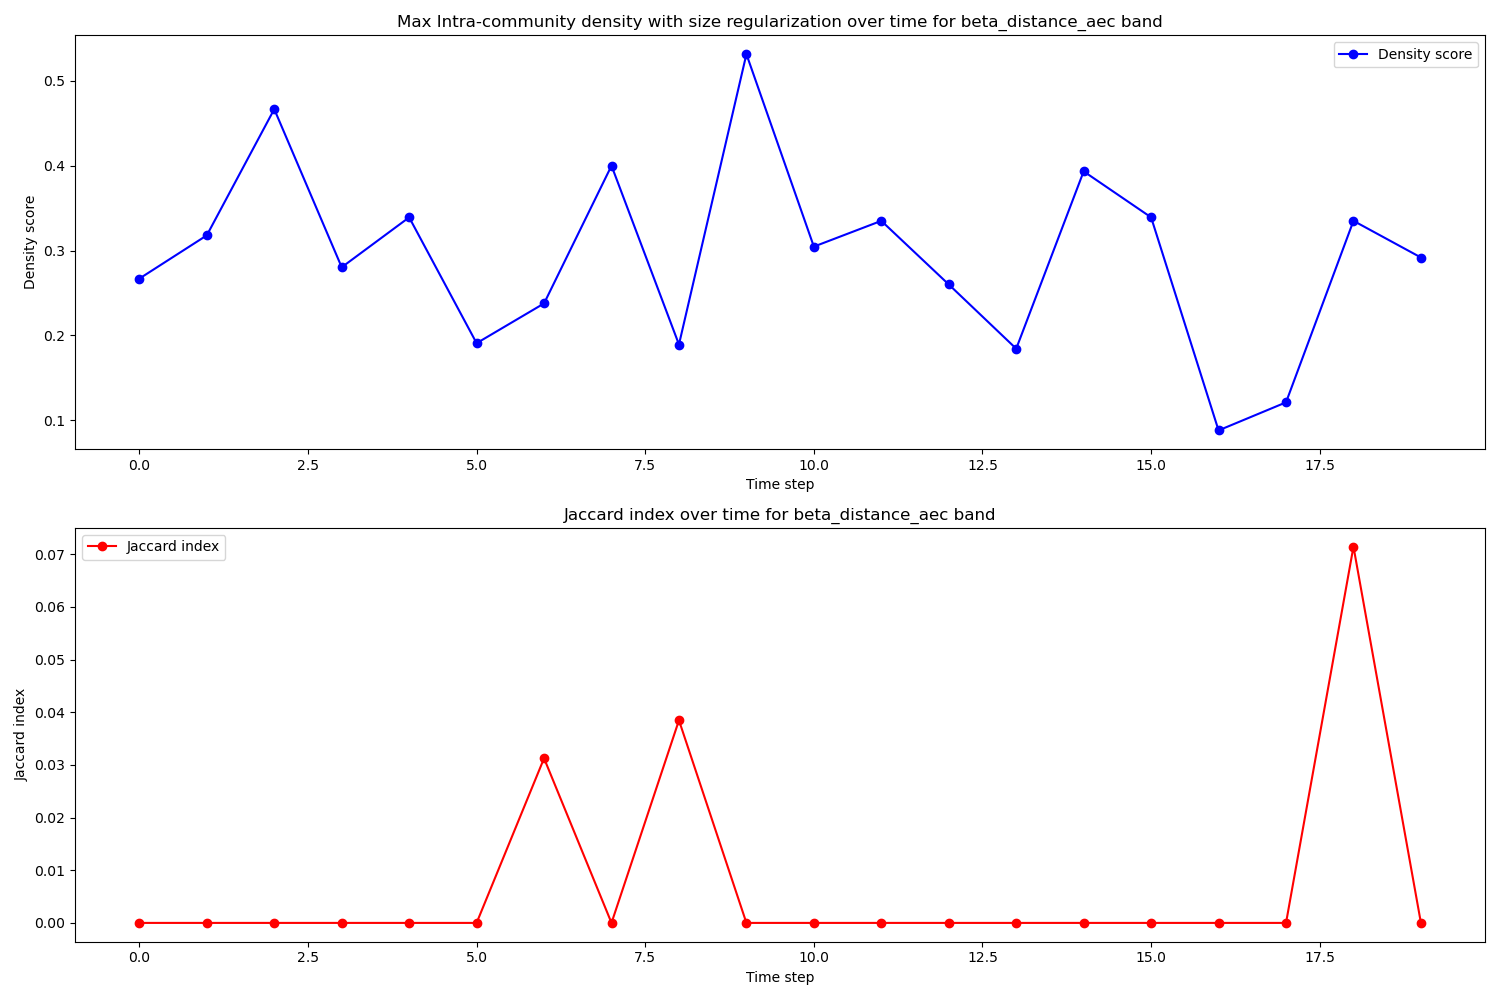 Max Intra-community density with size regularization over time for beta_distance_aec band
Density score
0.5
0.4
0.3
0.2
0.1
Density score
0.0 2.5 5.0 7.5 10.0 12.5 15.0 17.5
Time step
Jaccard index over time for beta_distance_aec band
Jaccard index
0.07
0.06
0.05
0.04
0.03
0.02
0.01
0.00
Jaccard index
0.0 2.5 5.0 7.5 10.0 12.5 15.0 17.5
Time step